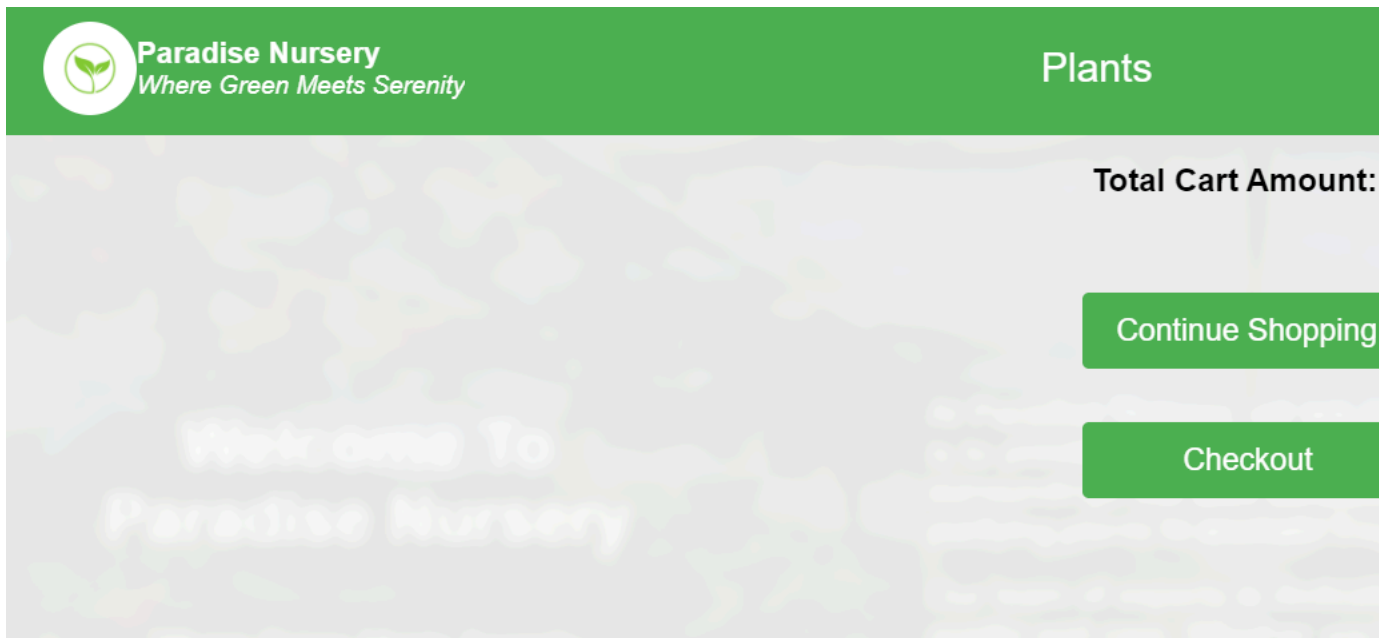 Paradise Nursery
Where Green Meets Serenity
Plants
Total Cart Amount:
Continue Shopping
Checkout
Welcome To
Paradise Nursery